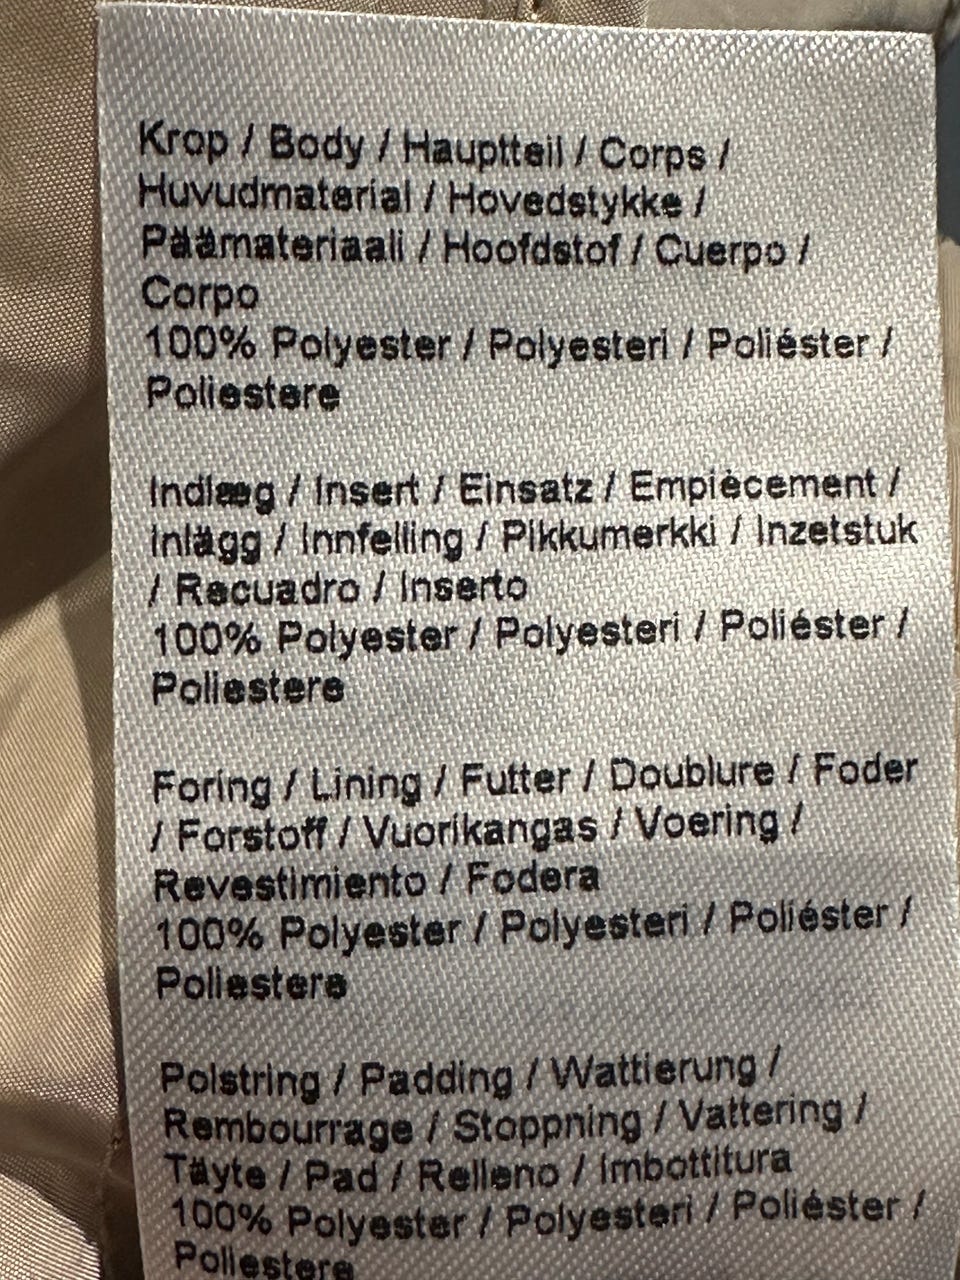 Krop / Body / Hauptteil / Corps /
Huvudmaterial / Hovedstykke /
Päämateriaali / Hoofdstof / Cuerpo /
Corpo
100% Polyester / Polyesteri / Poliéster /
Poliestere
Indlæg / Insert / Einsatz / Empiècement /
Inlägg / Innfelling / Pikkumerkki / Inzetstuk
/ Recuadro / Inserto
100% Polyester / Polyesteri / Poliéster /
Poliestere
Foring / Lining / Futter / Doublure / Foder
/ Forstoff / Vuorikangas / Voering /
Revestimiento / Fodera
100% Polyester / Polyesteri / Poliéster /
Poliestere
Polstring / Padding / Wattierung /
Rembourrage / Stoppning / Vattering /
Täyte / Pad / Relleno / Imbottitura
100% Polyester / Polyesteri / Poliéster /
Poliestere